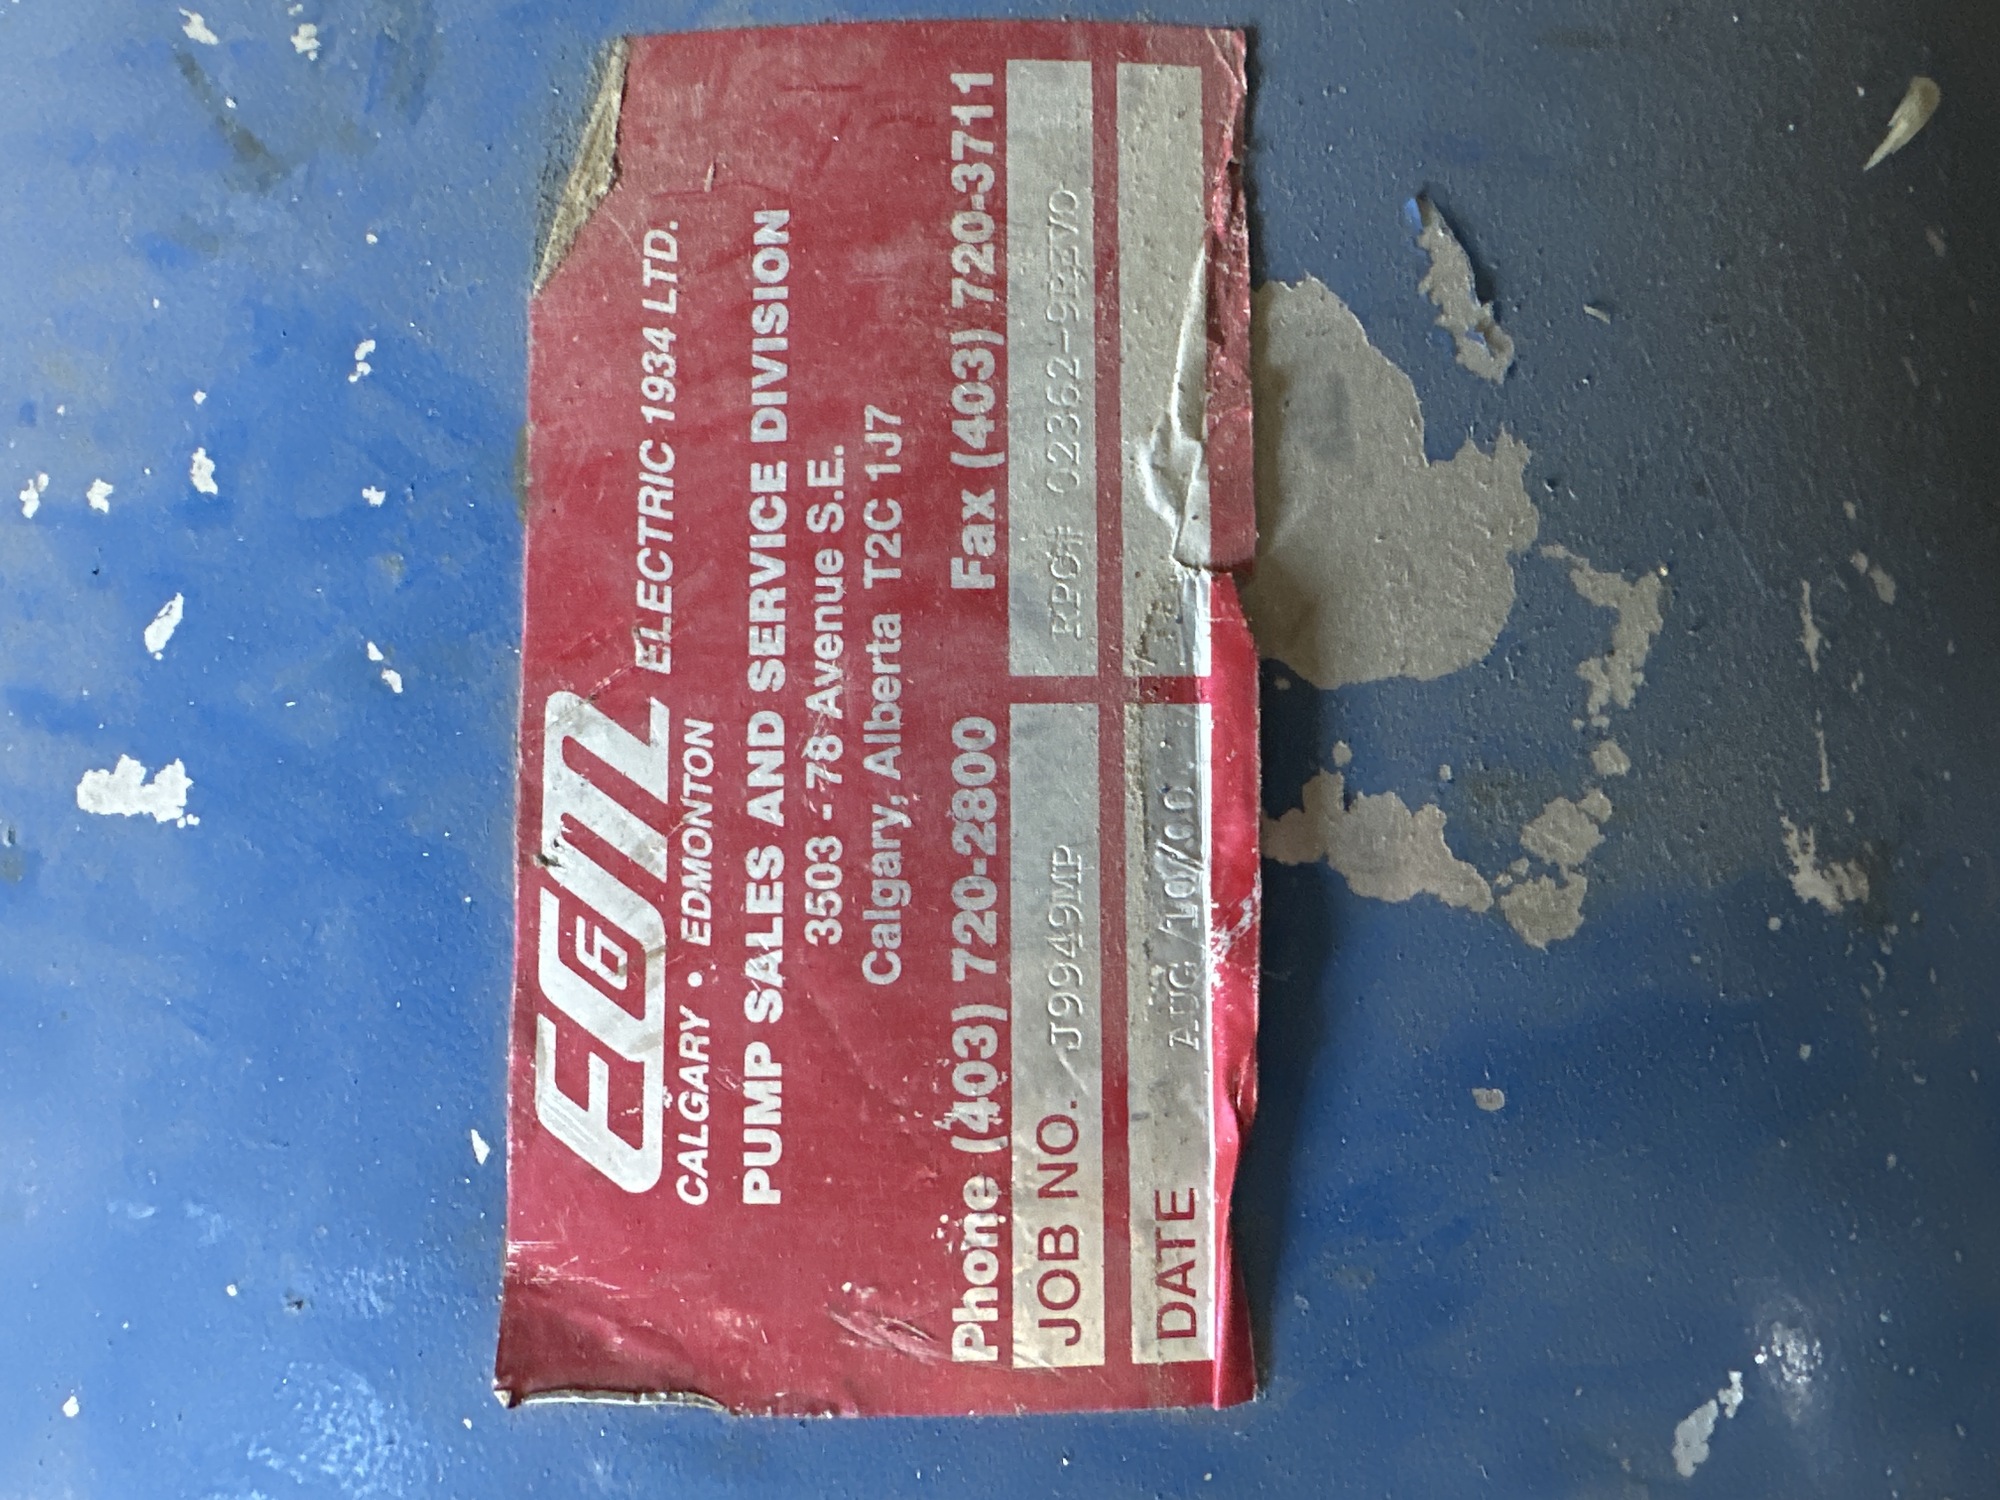 ELECTRIC 1934 LTD.
CALGARY • EDMONTON
PUMP SALES AND SERVICE DIVISION
3503 - 78 Avenue S.E.
Calgary, Alberta T2C 1J7
Phone (403) 720-2800 Fax (403) 720-3711
JOB NO. J9949MP
DATE AUG/10/00